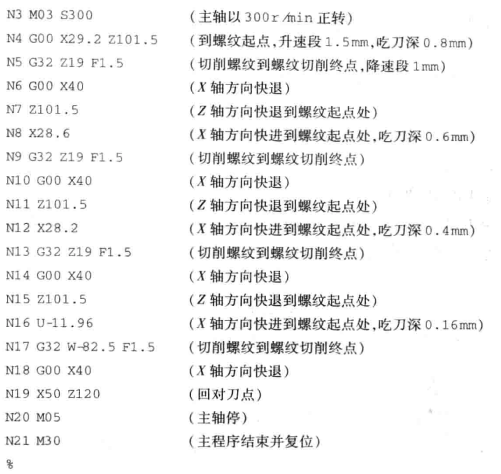 N3 M03 S300 (主轴以300r/min正转)
N4 G00 X29.2 Z101.5 (到螺纹起点,升速段1.5mm,吃刀深0.8mm)
N5 G32 Z19 F1.5 (切削螺纹到螺纹切削终点,降速段1mm)
N6 G00 X40 (X轴方向快退)
N7 Z101.5 (Z轴方向快退到螺纹起点处)
N8 X28.6 (X轴方向快进到螺纹起点处,吃刀深0.6mm)
N9 G32 Z19 F1.5 (切削螺纹到螺纹切削终点)
N10 G00 X40 (X轴方向快退)
N11 Z101.5 (Z轴方向快退到螺纹起点处)
N12 X28.2 (X轴方向快进到螺纹起点处,吃刀深0.4mm)
N13 G32 Z19 F1.5 (切削螺纹到螺纹切削终点)
N14 G00 X40 (X轴方向快退)
N15 Z101.5 (Z轴方向快退到螺纹起点处)
N16 U-11.96 (X轴方向快进到螺纹起点处,吃刀深0.16mm)
N17 G32 W-82.5 F1.5 (切削螺纹到螺纹切削终点)
N18 G00 X40 (X轴方向快退)
N19 X50 Z120 (回对刀点)
N20 M05 (主轴停)
N21 M30 (主程序结束并复位)
%